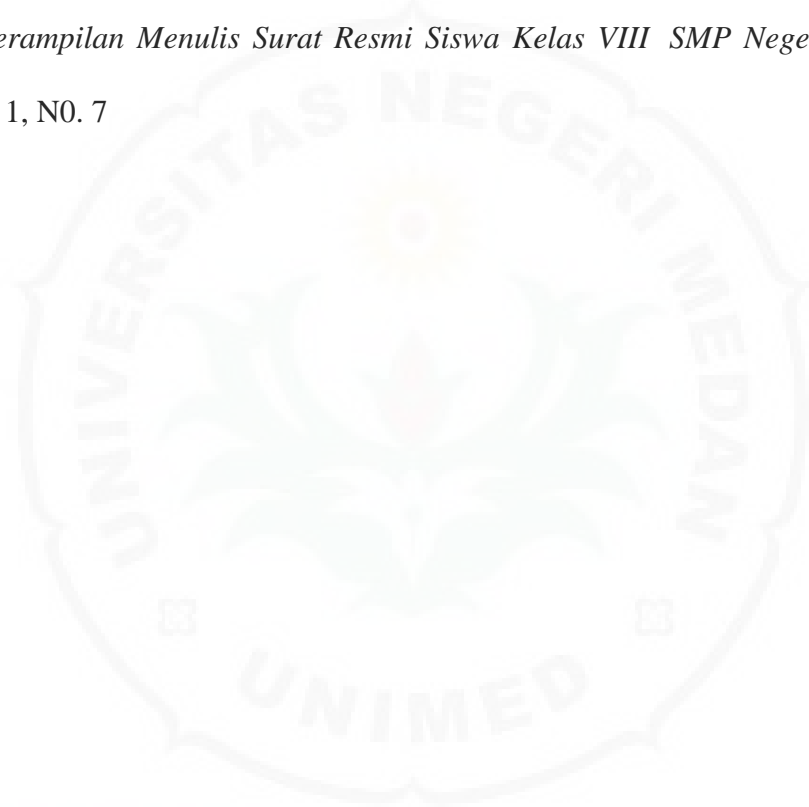 erampilan Menulis Surat Resmi Siswa Kelas VIII SMP Nege
1, N0. 7
UNIVERSITAS NEGERI MEDAN
UNIMED